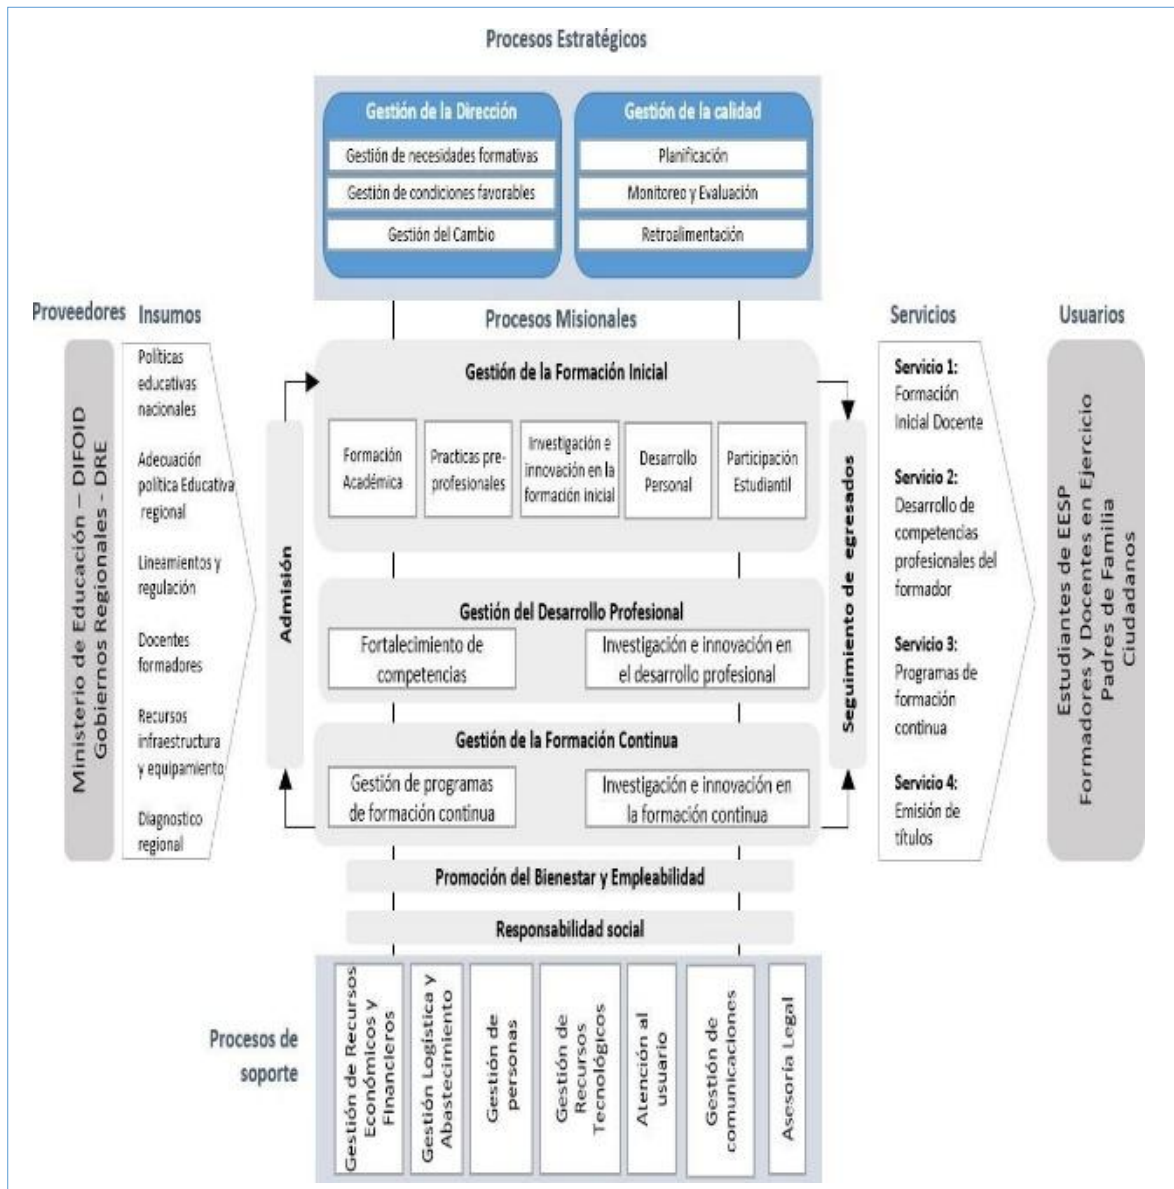 Procesos Estratégicos
Gestión de la Dirección
Gestión de necesidades formativas
Gestión de condiciones favorables
Gestión del Cambio
Gestión de la calidad
Planificación
Monitoreo y Evaluación
Retroalimentación
Proveedores
Ministerio de Educación – DIFOID
Gobiernos Regionales - DRE
Insumos
Políticas
educativas
nacionales
Adecuación
política Educativa
regional
Lineamientos y
regulación
Docentes
formadores
Recursos
infraestructura
y equipamiento
Diagnostico
regional
Admisión
Procesos Misionales
Gestión de la Formación Inicial
Formación
Académica
Practicas pre-
profesionales
Investigación e
innovación en la
formación inicial
Desarrollo
Personal
Participación
Estudiantil
Gestión del Desarrollo Profesional
Fortalecimiento de
competencias
Investigación e innovación en
el desarrollo profesional
Gestión de la Formación Continua
Gestión de programas
de formación continua
Investigación e innovación en
la formación continua
Promoción del Bienestar y Empleabilidad
Responsabilidad social
Seguimiento de egresados
Servicios
Servicio 1:
Formación
Inicial Docente
Servicio 2:
Desarrollo de
competencias
profesionales del
formador
Servicio 3:
Programas de
formación
continua
Servicio 4:
Emisión de
títulos
Usuarios
Estudiantes de EESP
Formadores y Docentes en Ejercicio
Padres de Familia
Ciudadanos
Procesos de
soporte
Gestión de Recursos
Económicos y
FInancieros
Gestión Logística y
Abastecimiento
Gestión de
personas
Gestión de
Recursos
Tecnológicos
Atención al
usuario
Gestión de
comunicaciones
Asesoría Legal